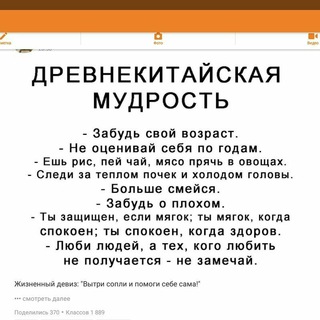 Фото
Видео
ДРЕВНЕКИТАЙСКАЯ
МУДРОСТЬ
- Забудь свой возраст.
- Не оценивай себя по годам.
- Ешь рис, пей чай, мясо прячь в овощах.
- Следи за теплом почек и холодом головы.
- Больше смейся.
- Забудь о плохом.
- Ты защищен, если мягок; ты мягок, когда
спокоен; ты спокоен, когда здоров.
- Люби людей, а тех, кого любить
не получается - не замечай.
Жизненный девиз: "Вытри сопли и помоги себе сама!"
••• смотреть далее
Поделились 370 • Классов 1 889